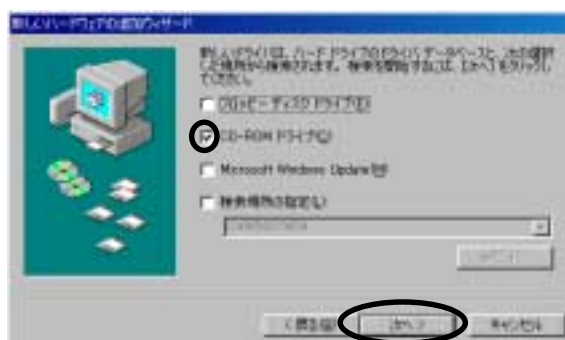 新しいハードウェアの追加ウィザード
新しいドライバは、ハード ドライブのドライバ データベースと、次の選択
した場所から検索されます。検索を開始するには、[次へ] をクリックし
てください。
フロッピー ディスク ドライブ(D)
CD-ROM ドライブ(C)
Microsoft Windows Update(M)
検索場所の指定(L)
< 戻る(B)
次へ >
キャンセル